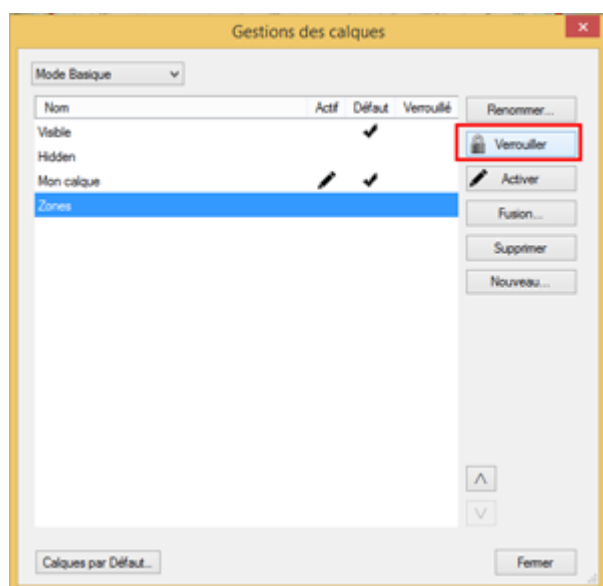 Gestions des calques
Mode Basique
Nom Actif Défaut Verrouillé Renommer...
Visible
Verrouiller
Hidden
Mon calque
Activer
Zones
Fusion...
Supprimer
Nouveau...
Calques par Défaut...
Fermer